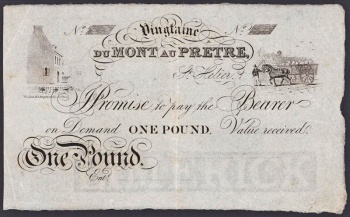 No. No.
Vingtaine
DU MONT AU PRETRE,
St. Helier,
I Promise to pay the Bearer
on Demand ONE POUND. Value received.
One Pound.
Entd.